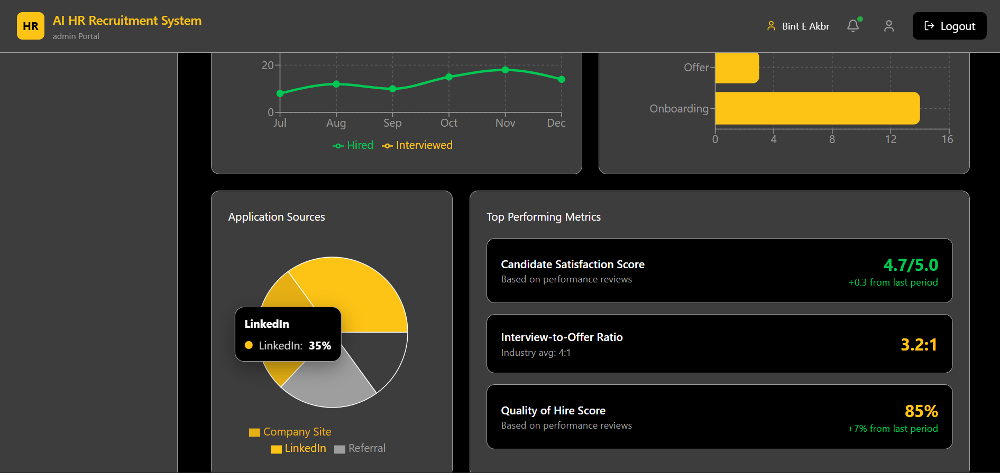 HR
AI HR Recruitment System
admin Portal
Bint E Akbr
Logout
20
0
Jul Aug Sep Oct Nov Dec
Hired Interviewed
Offer
Onboarding
0 4 8 12 16
Application Sources
LinkedIn
LinkedIn: 35%
Company Site
LinkedIn Referral
Top Performing Metrics
Candidate Satisfaction Score
Based on performance reviews
4.7/5.0
+0.3 from last period
Interview-to-Offer Ratio
Industry avg: 4:1
3.2:1
Quality of Hire Score
Based on performance reviews
85%
+7% from last period